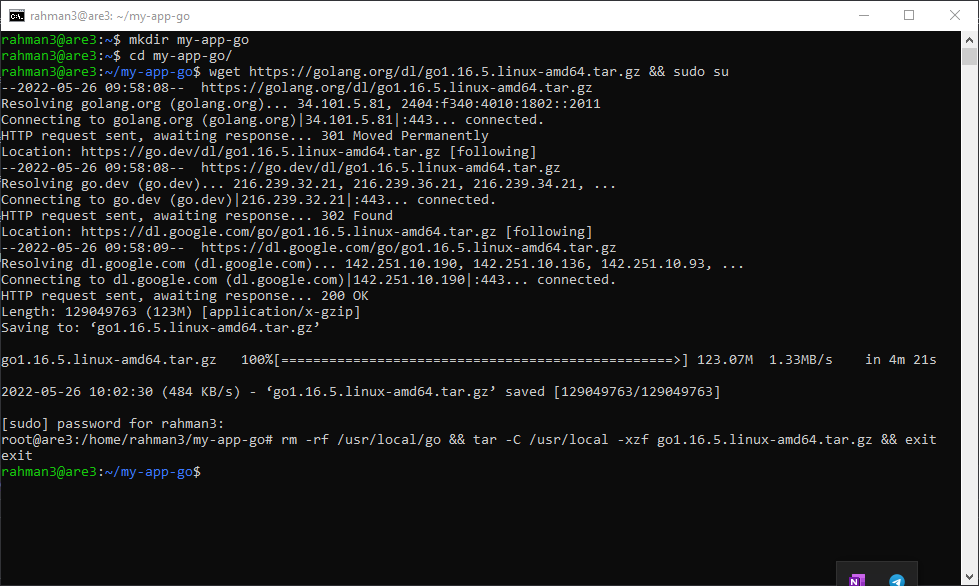 rahman3@are3: ~/my-app-go
rahman3@are3:~$ mkdir my-app-go
rahman3@are3:~$ cd my-app-go/
rahman3@are3:~/my-app-go$ wget https://golang.org/dl/go1.16.5.linux-amd64.tar.gz && sudo su
--2022-05-26 09:58:08--  https://golang.org/dl/go1.16.5.linux-amd64.tar.gz
Resolving golang.org (golang.org)... 34.101.5.81, 2404:f340:4010:1802::2011
Connecting to golang.org (golang.org)|34.101.5.81|:443... connected.
HTTP request sent, awaiting response... 301 Moved Permanently
Location: https://go.dev/dl/go1.16.5.linux-amd64.tar.gz [following]
--2022-05-26 09:58:08--  https://go.dev/dl/go1.16.5.linux-amd64.tar.gz
Resolving go.dev (go.dev)... 216.239.32.21, 216.239.36.21, 216.239.34.21, ...
Connecting to go.dev (go.dev)|216.239.32.21|:443... connected.
HTTP request sent, awaiting response... 302 Found
Location: https://dl.google.com/go/go1.16.5.linux-amd64.tar.gz [following]
--2022-05-26 09:58:09--  https://dl.google.com/go/go1.16.5.linux-amd64.tar.gz
Resolving dl.google.com (dl.google.com)... 142.251.10.190, 142.251.10.136, 142.251.10.93, ...
Connecting to dl.google.com (dl.google.com)|142.251.10.190|:443... connected.
HTTP request sent, awaiting response... 200 OK
Length: 129049763 (123M) [application/x-gzip]
Saving to: ‘go1.16.5.linux-amd64.tar.gz’
go1.16.5.linux-amd64.tar.gz   100%[=================================================>] 123.07M  1.33MB/s    in 4m 21s
2022-05-26 10:02:30 (484 KB/s) - ‘go1.16.5.linux-amd64.tar.gz’ saved [129049763/129049763]
[sudo] password for rahman3:
root@are3:/home/rahman3/my-app-go# rm -rf /usr/local/go && tar -C /usr/local -xzf go1.16.5.linux-amd64.tar.gz && exit
exit
rahman3@are3:~/my-app-go$